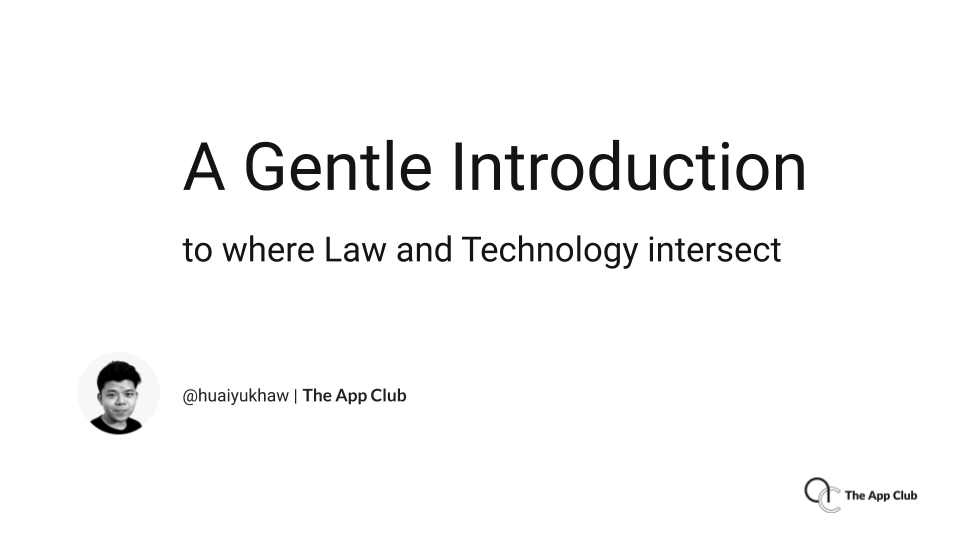 A Gentle Introduction
to where Law and Technology intersect
@huaiyukhaw | The App Club
The App Club